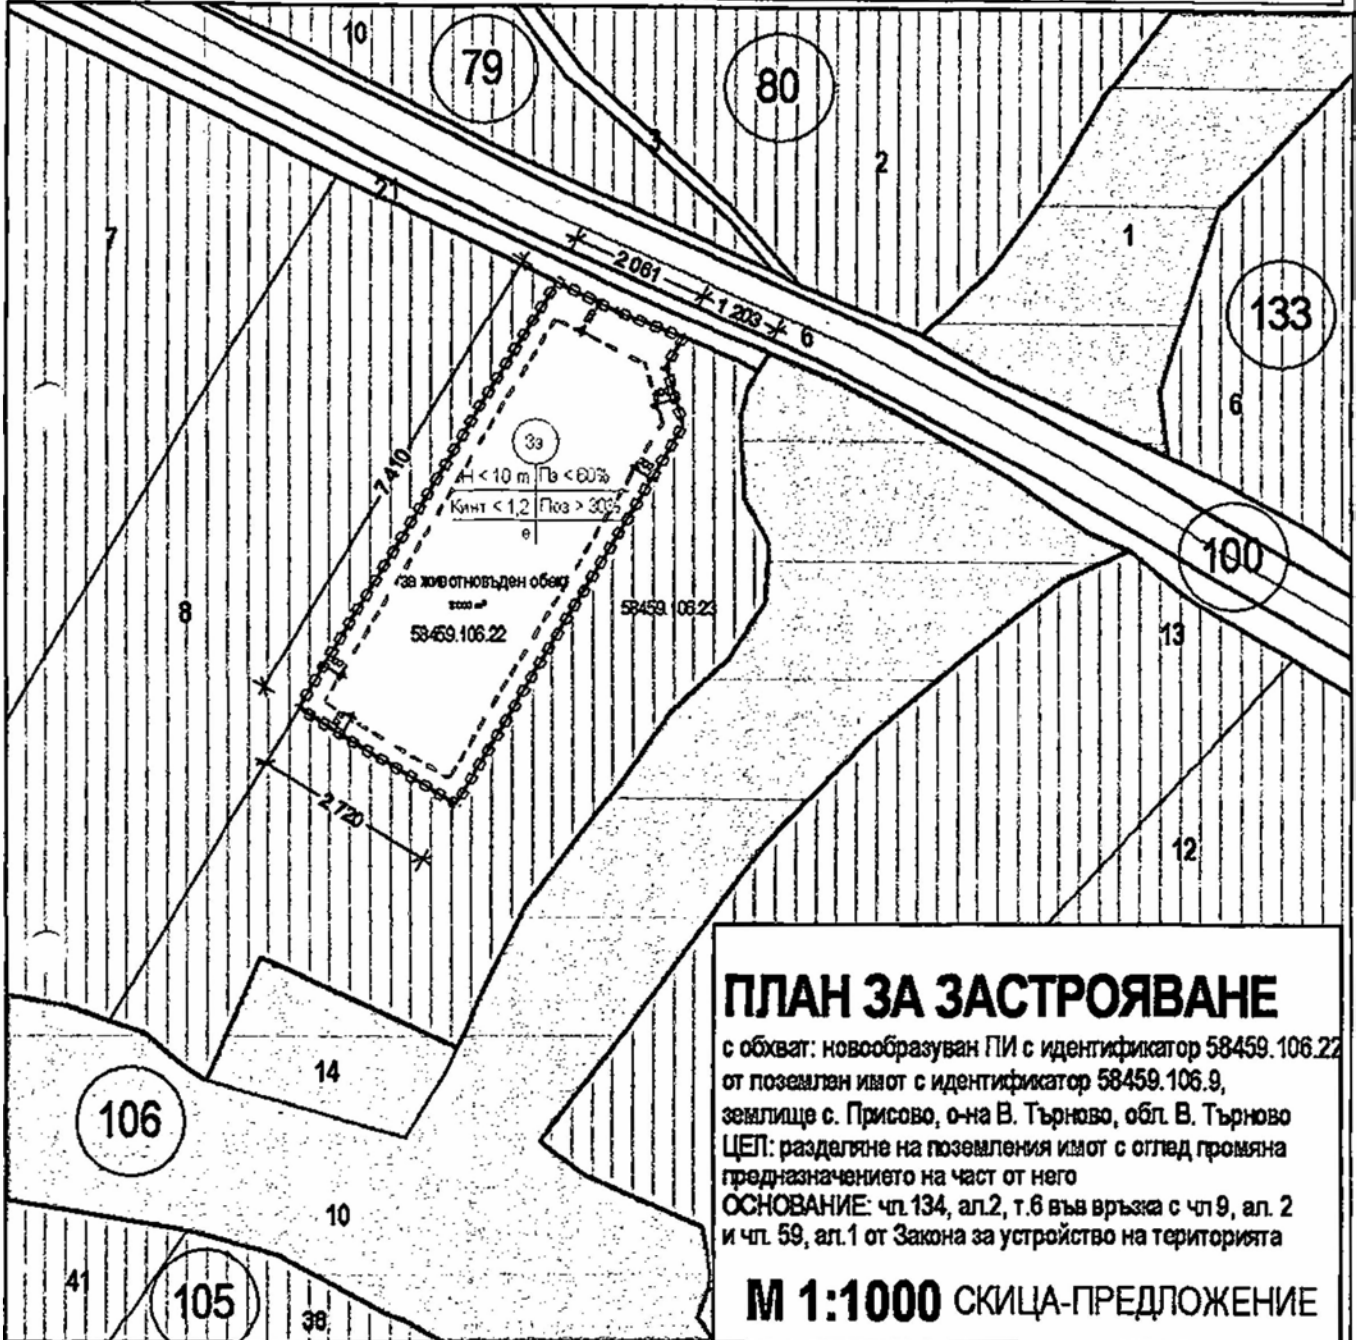 10
79
80
3
2
21
7
1
2 061
1 203
6
133
6
7.410
Зэ
Н < 10 m Пз < 60%
Кинт < 1,2 Поз > 30%
е
100
за животновъден обект
58459.106.22
58459.106.23
8
13
2.720
12
14
106
10
41
105
38
ПЛАН ЗА ЗАСТРОЯВАНЕ
с обхват: новообразуван ПИ с идентификатор 58459.106.22
от поземлен имот с идентификатор 58459.106.9,
землище с. Присово, о-на В. Търново, обл. В. Търново
ЦЕЛ: разделяне на поземления имот с оглед промяна
предназначението на част от него
ОСНОВАНИЕ: чл.134, ал.2, т.6 във връзка с чл 9, ал. 2
и чл. 59, ал.1 от Закона за устройство на територията
М 1:1000 СКИЦА-ПРЕДЛОЖЕНИЕ